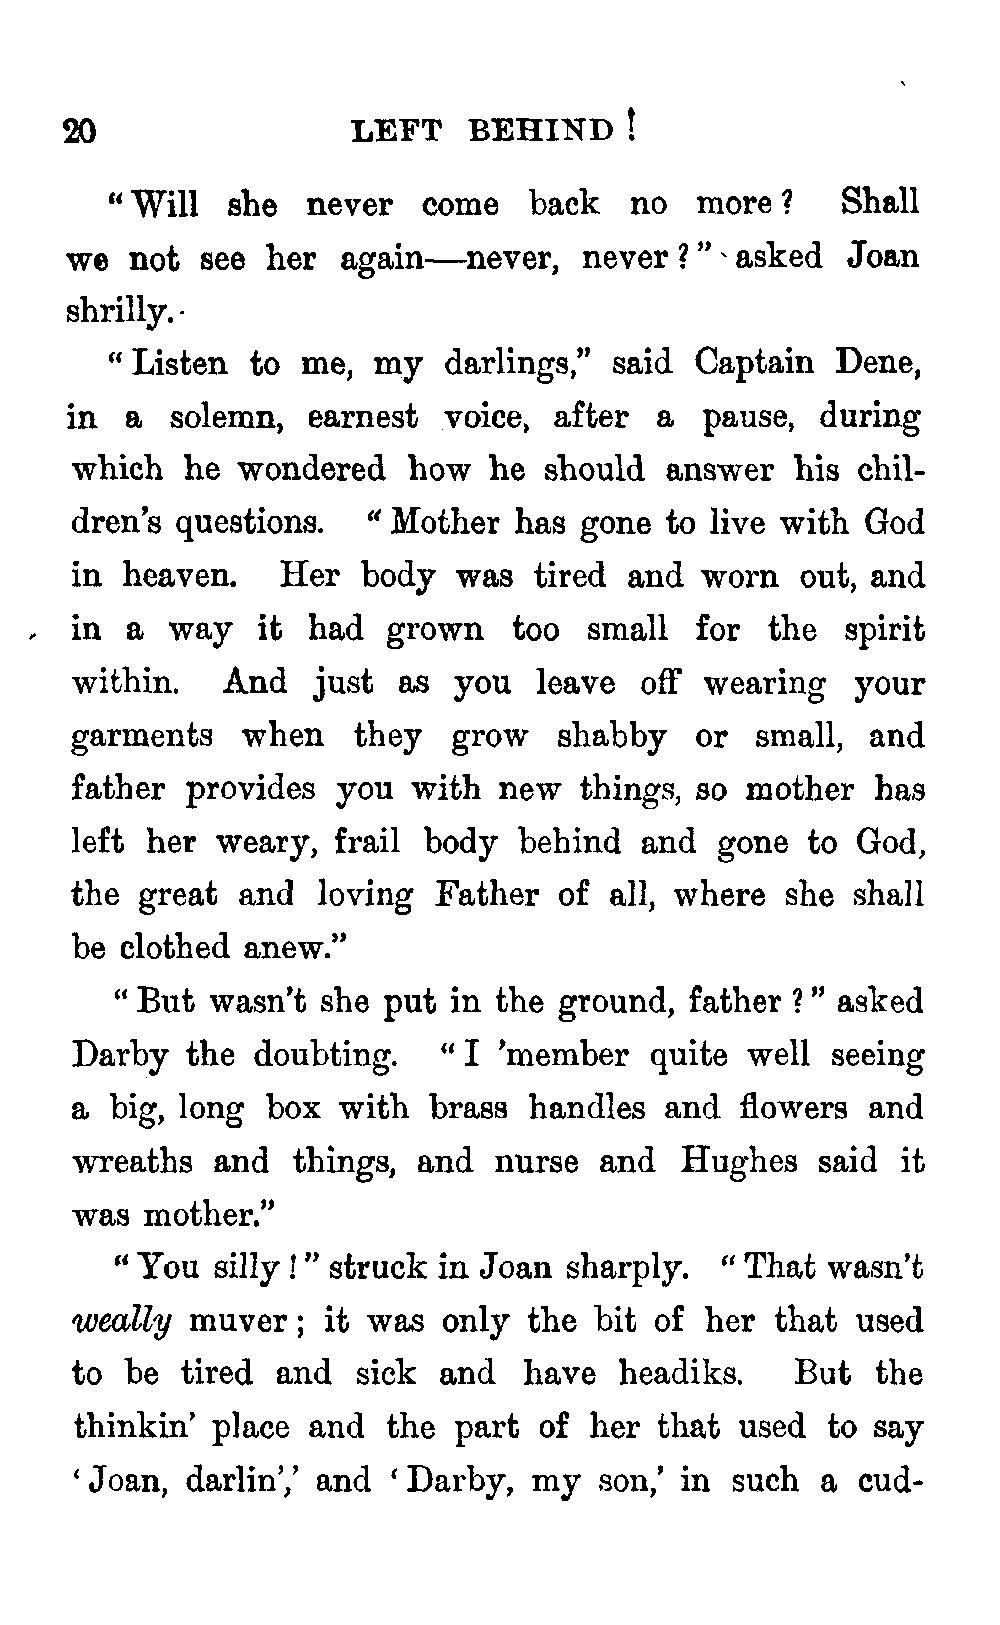 20 LEFT BEHIND!
"Will she never come back no more? Shall
we not see her again—never, never?" asked Joan
shrilly.
"Listen to me, my darlings," said Captain Dene,
in a solemn, earnest voice, after a pause, during
which he wondered how he should answer his chil-
dren's questions. "Mother has gone to live with God
in heaven. Her body was tired and worn out, and
in a way it had grown too small for the spirit
within. And just as you leave off wearing your
garments when they grow shabby or small, and
father provides you with new things, so mother has
left her weary, frail body behind and gone to God,
the great and loving Father of all, where she shall
be clothed anew."
"But wasn't she put in the ground, father?" asked
Darby the doubting. "I 'member quite well seeing
a big, long box with brass handles and flowers and
wreaths and things, and nurse and Hughes said it
was mother."
"You silly!" struck in Joan sharply. "That wasn't
weally muver; it was only the bit of her that used
to be tired and sick and have headiks. But the
thinkin' place and the part of her that used to say
'Joan, darlin',' and 'Darby, my son,' in such a cud-